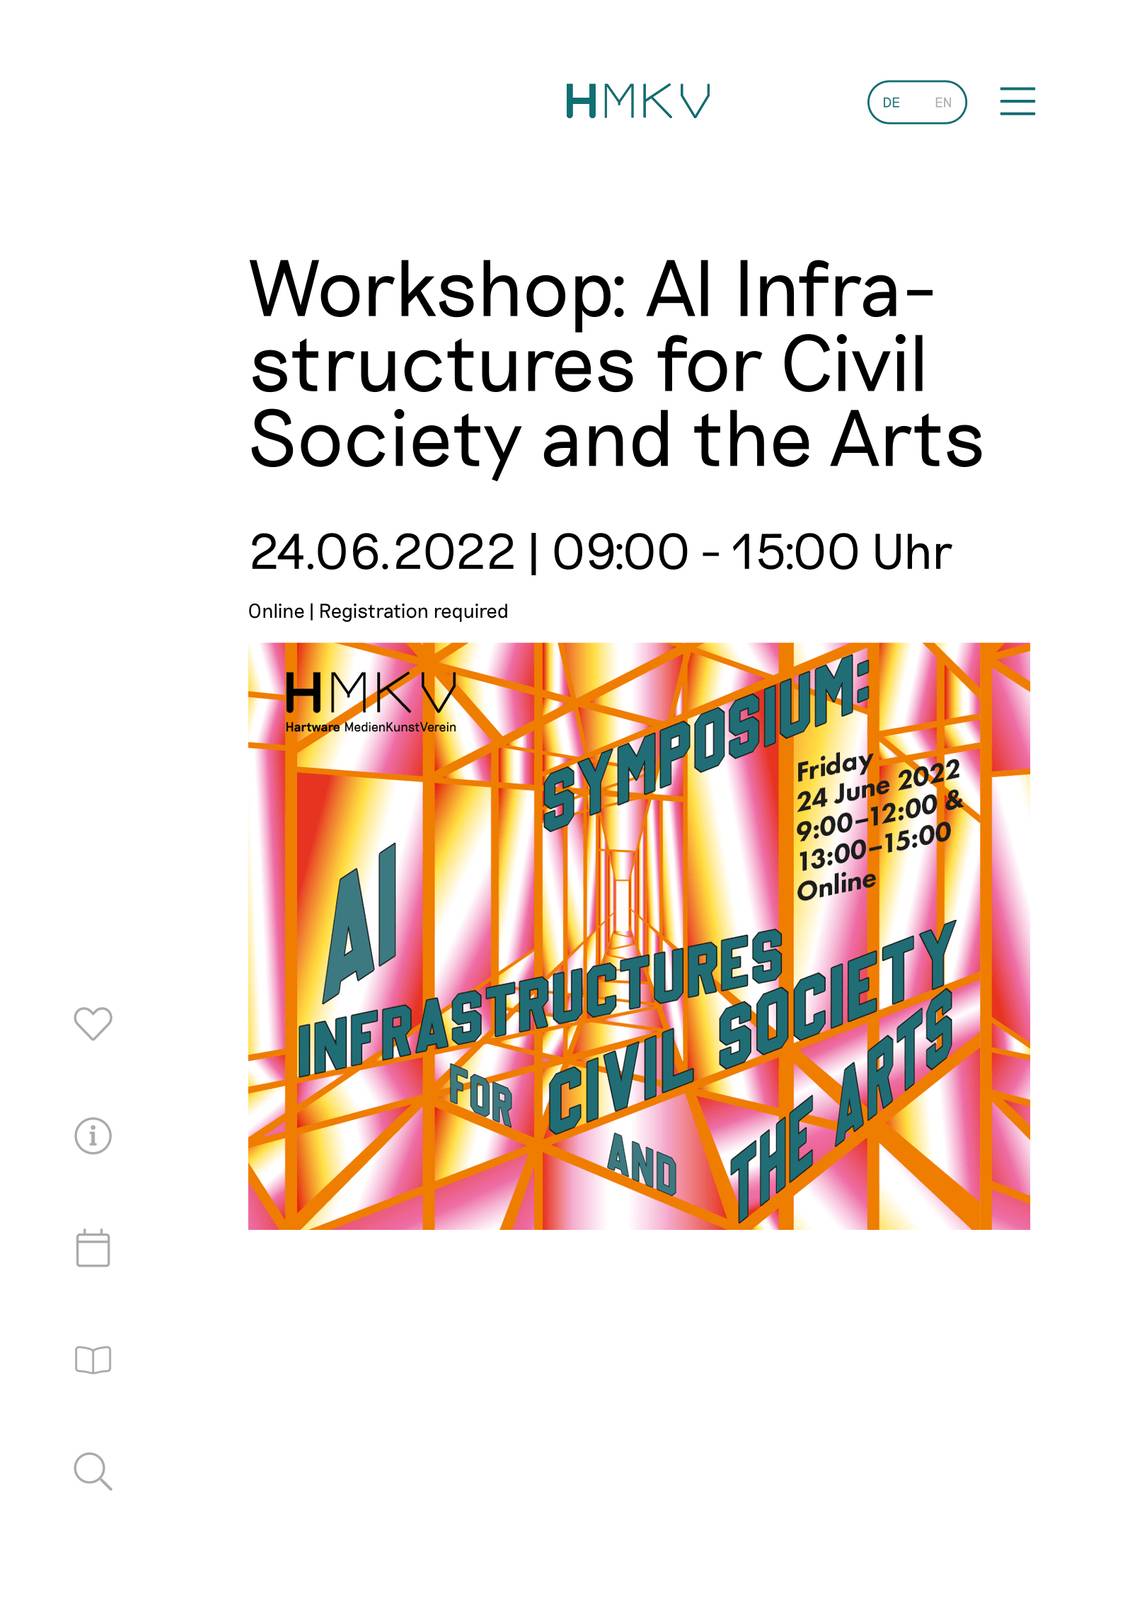 HMKV
DE EN
Workshop: AI Infra-
structures for Civil
Society and the Arts
24.06.2022 | 09:00 - 15:00 Uhr
Online | Registration required
HMKV
Hartware MedienKunstVerein
SYMPOSIUM:
Friday
24 June 2022
9:00–12:00 &
13:00–15:00
Online
AI
INFRASTRUCTURES
FOR CIVIL SOCIETY
AND THE ARTS